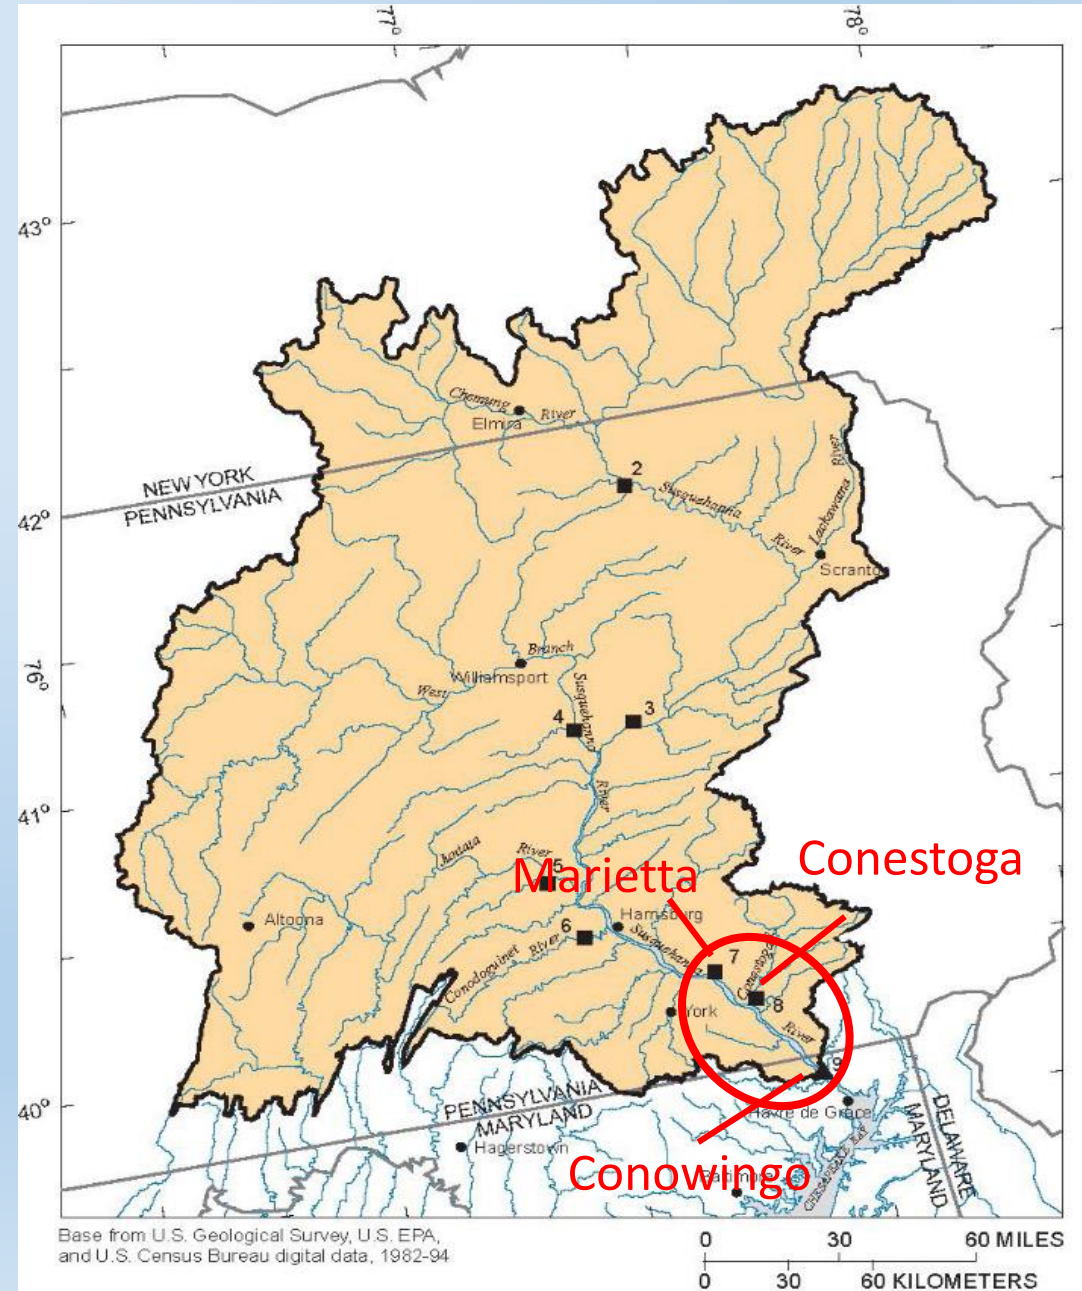 77°
78°
43°
Chemung
River
Elmira
2
NEW YORK
PENNSYLVANIA
42°
Susquehanna
River
Lackawanna
River
Scranton
Branch
Williamsport
West
Susquehanna
River
4
3
76°
41°
Juniata
River
5
Marietta
Conestoga
Altoona
6
Harrisburg
Susquehanna
7
Conestoga
8
Conodoguinet
River
York
River
9
40°
PENNSYLVANIA
MARYLAND
Havre de Grace
DELAWARE
MARYLAND
Hagerstown
Conowingo
Baltimore
CHESAPEAKE BAY
Base from U.S. Geological Survey, U.S. EPA,
and U.S. Census Bureau digital data, 1982-94
0 30 60 MILES
0 30 60 KILOMETERS